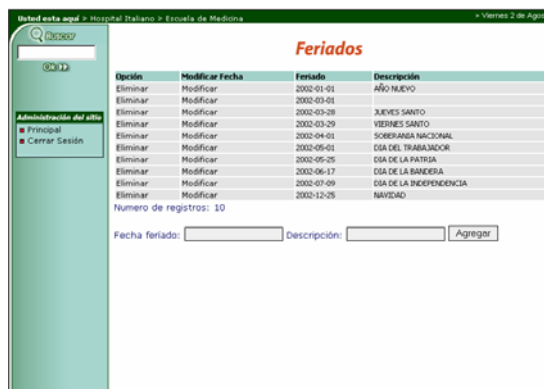 Usted esta aquí > Hospital Italiano > Escuela de Medicina
> Viernes 2 de Agos
Buscar
Administración del sitio
Principal
Cerrar Sesión
Feriados
Opción Modificar Fecha Feriado Descripción
Eliminar Modificar 2002-01-01 AÑO NUEVO
Eliminar Modificar 2002-03-01
Eliminar Modificar 2002-03-28 JUEVES SANTO
Eliminar Modificar 2002-03-29 VIERNES SANTO
Eliminar Modificar 2002-04-01 SOBERANIA NACIONAL
Eliminar Modificar 2002-05-01 DIA DEL TRABAJADOR
Eliminar Modificar 2002-05-25 DIA DE LA PATRIA
Eliminar Modificar 2002-06-17 DIA DE LA BANDERA
Eliminar Modificar 2002-07-09 DIA DE LA INDEPENDENCIA
Eliminar Modificar 2002-12-25 NAVIDAD
Numero de registros: 10
Fecha feriado: Descripción: Agregar